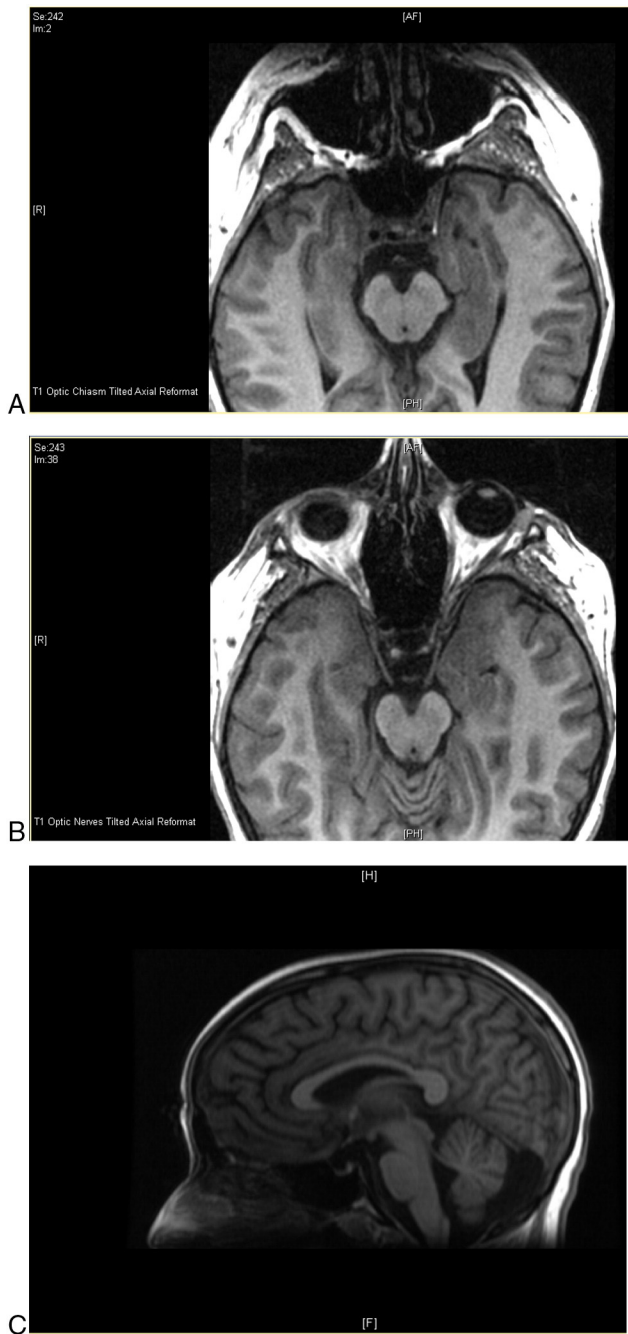 Se:242
Im:2
[AF]
[R]
T1 Optic Chiasm Tilted Axial Reformat
[PH]
A
Se:243
Im:38
[AF]
[R]
T1 Optic Nerves Tilted Axial Reformat
[PH]
B
[H]
[F]
C